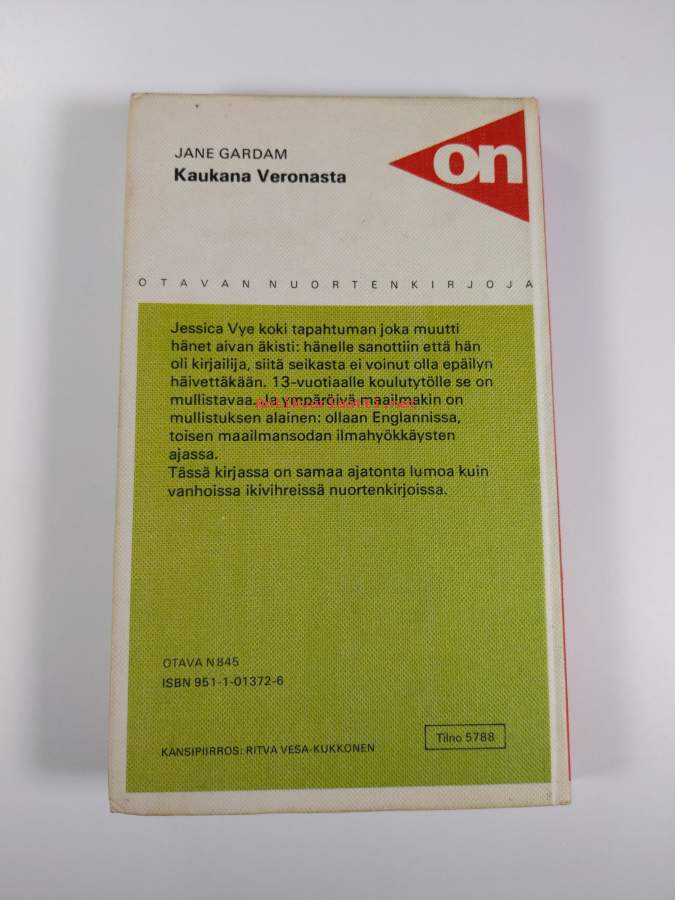 JANE GARDAM
Kaukana Veronasta
on
OTAVAN NUORTENKIRJOJA
Jessica Vye koki tapahtuman joka muutti
hänet aivan äkisti: hänelle sanottiin että hän
oli kirjailija, siitä seikasta ei voinut olla epäilyn
häivettäkään. 13-vuotiaalle koulutytölle se on
mullistavaa. Ja ympäröivä maailmakin on
mullistuksen alainen: ollaan Englannissa,
toisen maailmansodan ilmahyökkäysten
ajassa.
Tässä kirjassa on samaa ajatonta lumoa kuin
vanhoissa ikivihreissä nuortenkirjoissa.
OTAVA N 845
ISBN 951-1-01372-6
KANSIPIIRROS: RITVA VESA-KUKKONEN
Tilno 5788